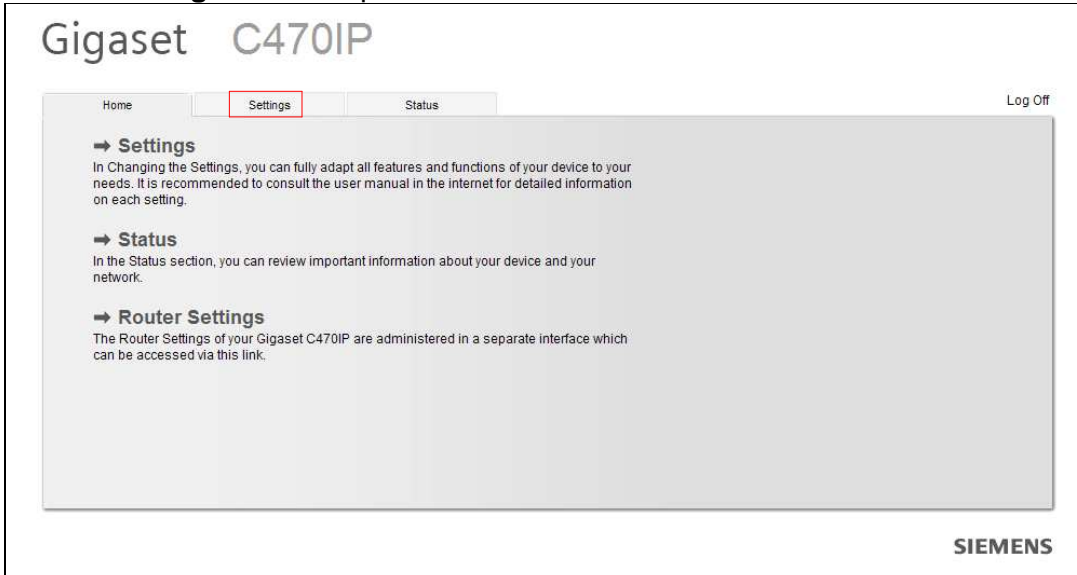 Gigaset C470IP
Home Settings Status Log Off
➡ Settings
In Changing the Settings, you can fully adapt all features and functions of your device to your
needs. It is recommended to consult the user manual in the internet for detailed information
on each setting.
➡ Status
In the Status section, you can review important information about your device and your
network.
➡ Router Settings
The Router Settings of your Gigaset C470IP are administered in a separate interface which
can be accessed via this link.
SIEMENS